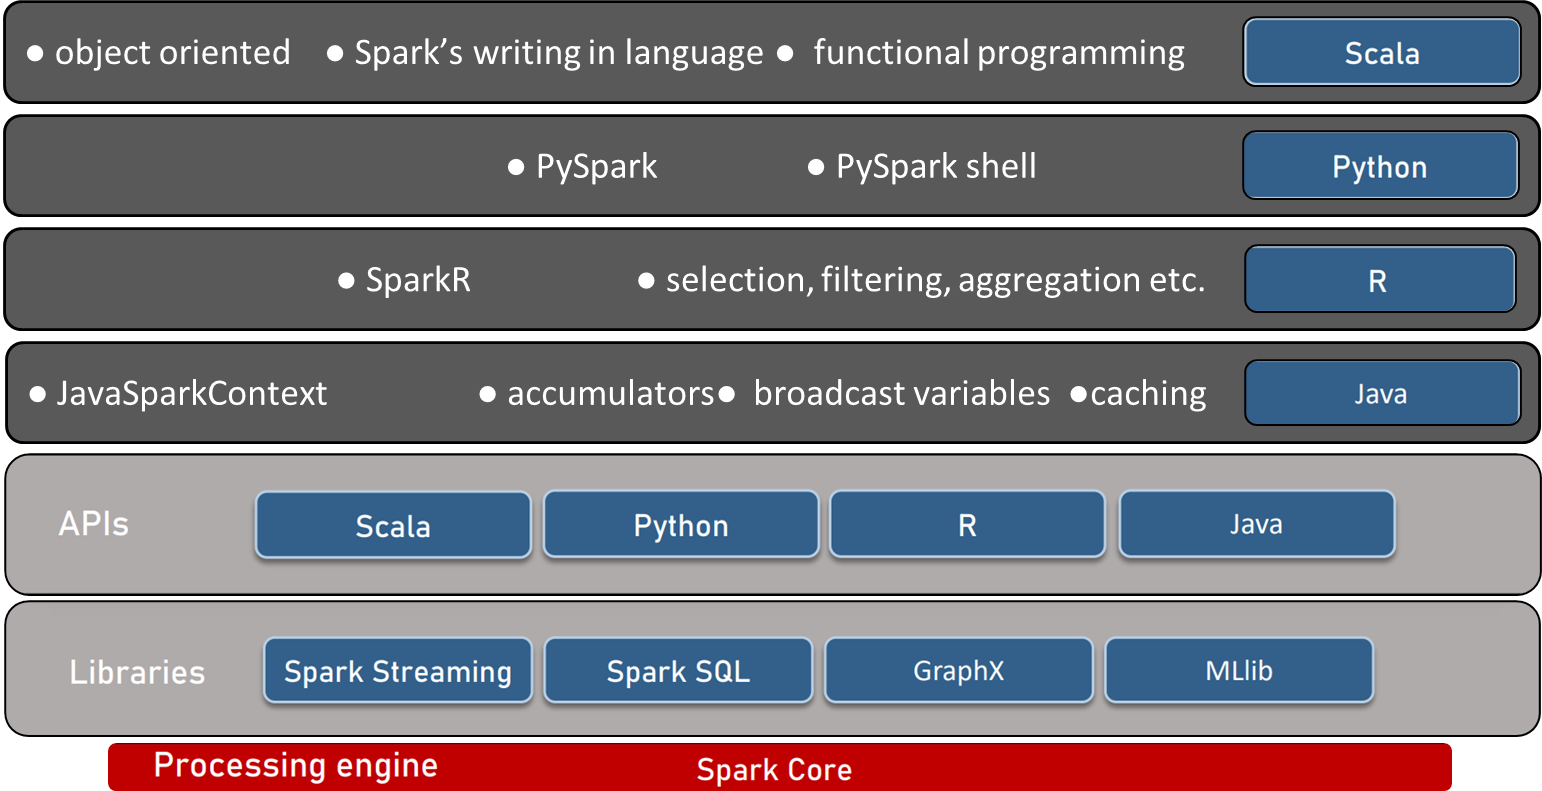 ● object oriented ● Spark’s writing in language ● functional programming Scala
● PySpark ● PySpark shell Python
● SparkR ● selection, filtering, aggregation etc. R
● JavaSparkContext ● accumulators ● broadcast variables ● caching Java
APIs Scala Python R Java
Libraries Spark Streaming Spark SQL GraphX MLlib
Processing engine Spark Core